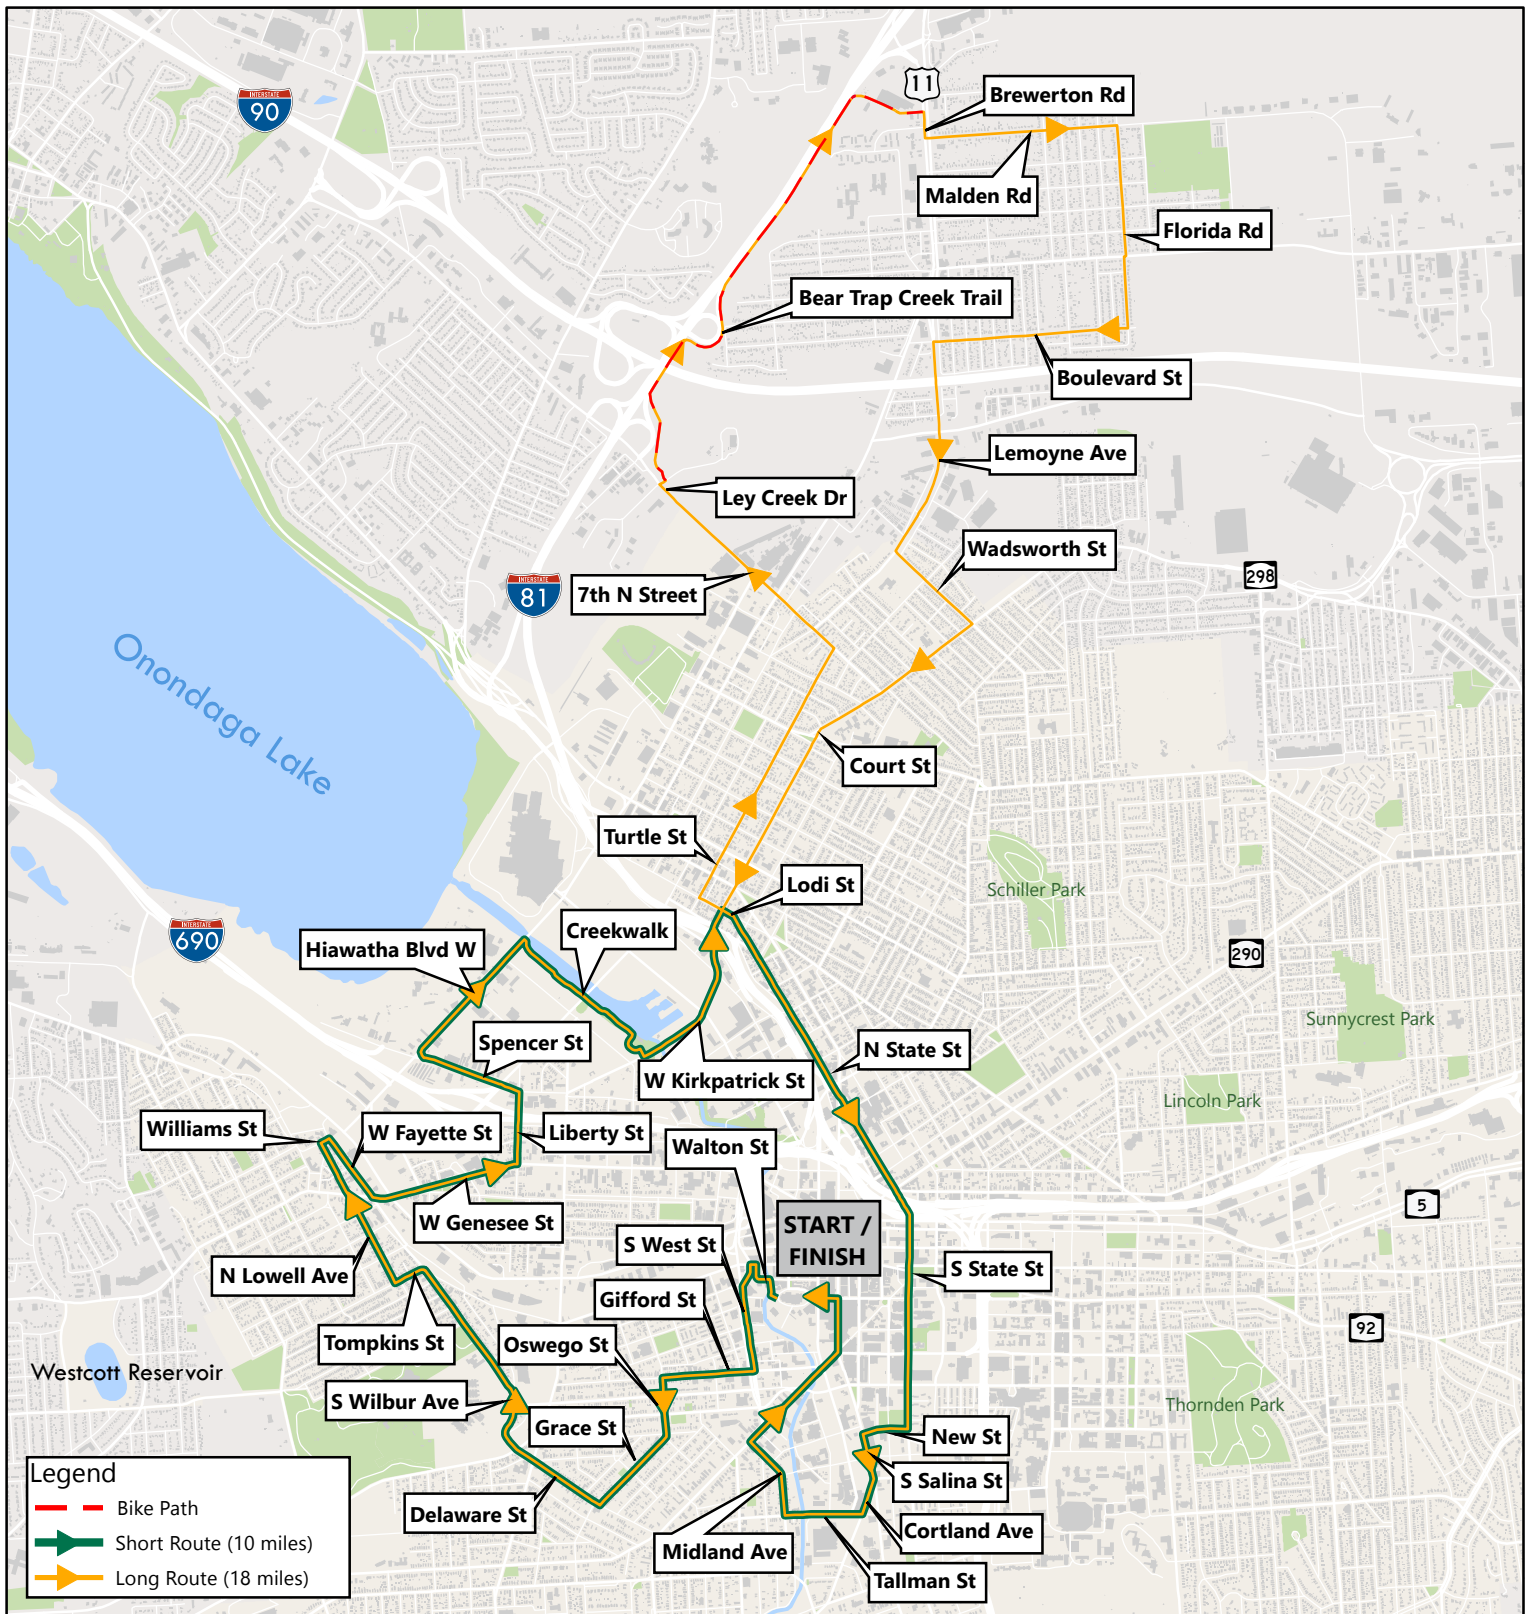 INTERSTATE
90
11
Brewerton Rd
Malden Rd
Florida Rd
Bear Trap Creek Trail
Boulevard St
Lemoyne Ave
Ley Creek Dr
Wadsworth St
INTERSTATE
81
7th N Street
298
Onondaga Lake
Court St
Turtle St
Lodi St
Schiller Park
INTERSTATE
690
Hiawatha Blvd W
Creekwalk
290
Sunnycrest Park
Spencer St
N State St
W Kirkpatrick St
Lincoln Park
Williams St
W Fayette St
Liberty St
Walton St
W Genesee St
START /
FINISH
5
S West St
N Lowell Ave
S State St
Gifford St
92
Tompkins St
Oswego St
Westcott Reservoir
S Wilbur Ave
Thornden Park
Grace St
New St
S Salina St
Delaware St
Cortland Ave
Midland Ave
Tallman St
Legend
Bike Path
Short Route (10 miles)
Long Route (18 miles)